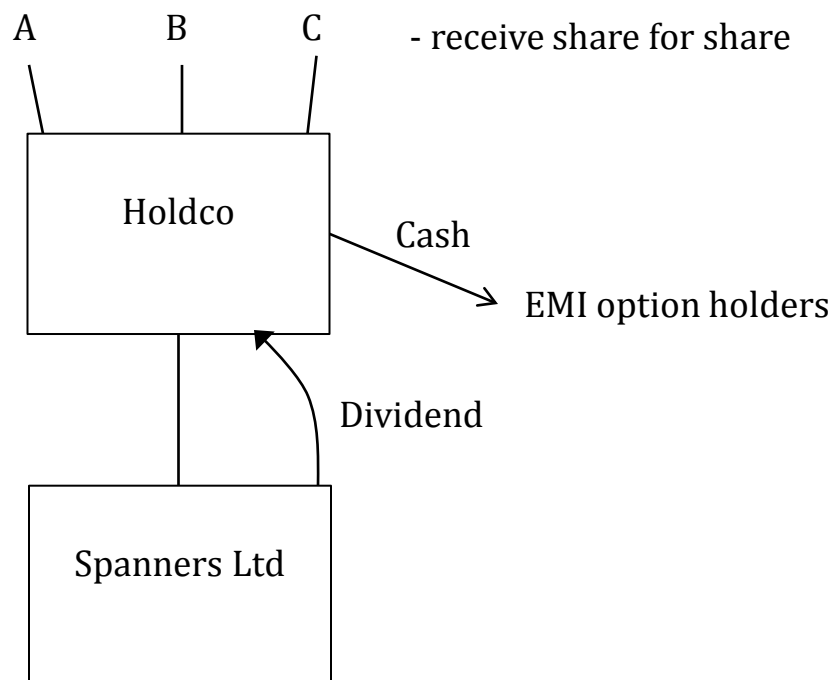 A B C - receive share for share
Holdco
Cash
EMI option holders
Dividend
Spanners Ltd